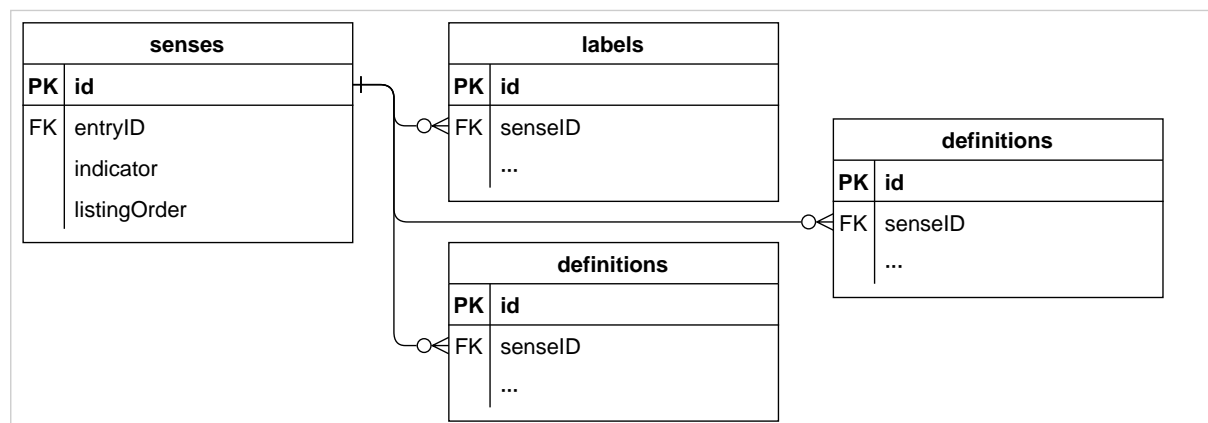 senses
PK id
FK entryID
indicator
listingOrder
labels
PK id
FK senseID
...
definitions
PK id
FK senseID
...
definitions
PK id
FK senseID
...